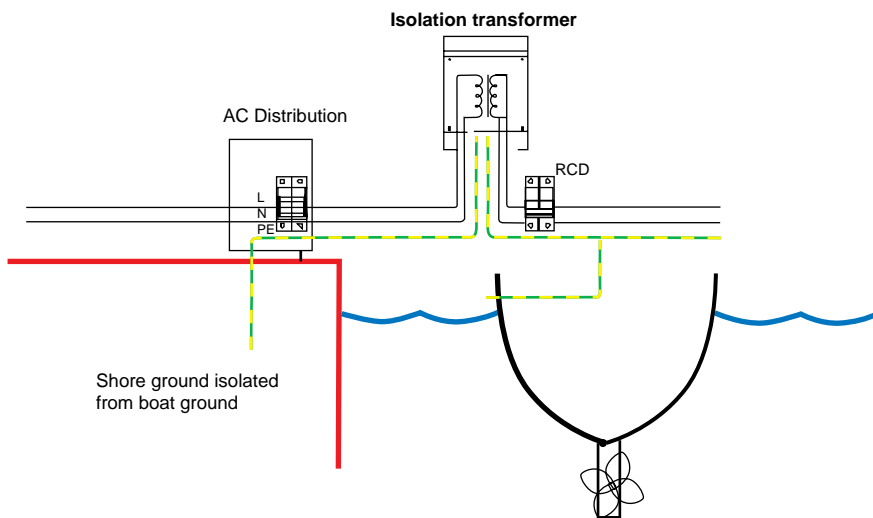 Isolation transformer
AC Distribution
RCD
L
N
PE
Shore ground isolated
from boat ground